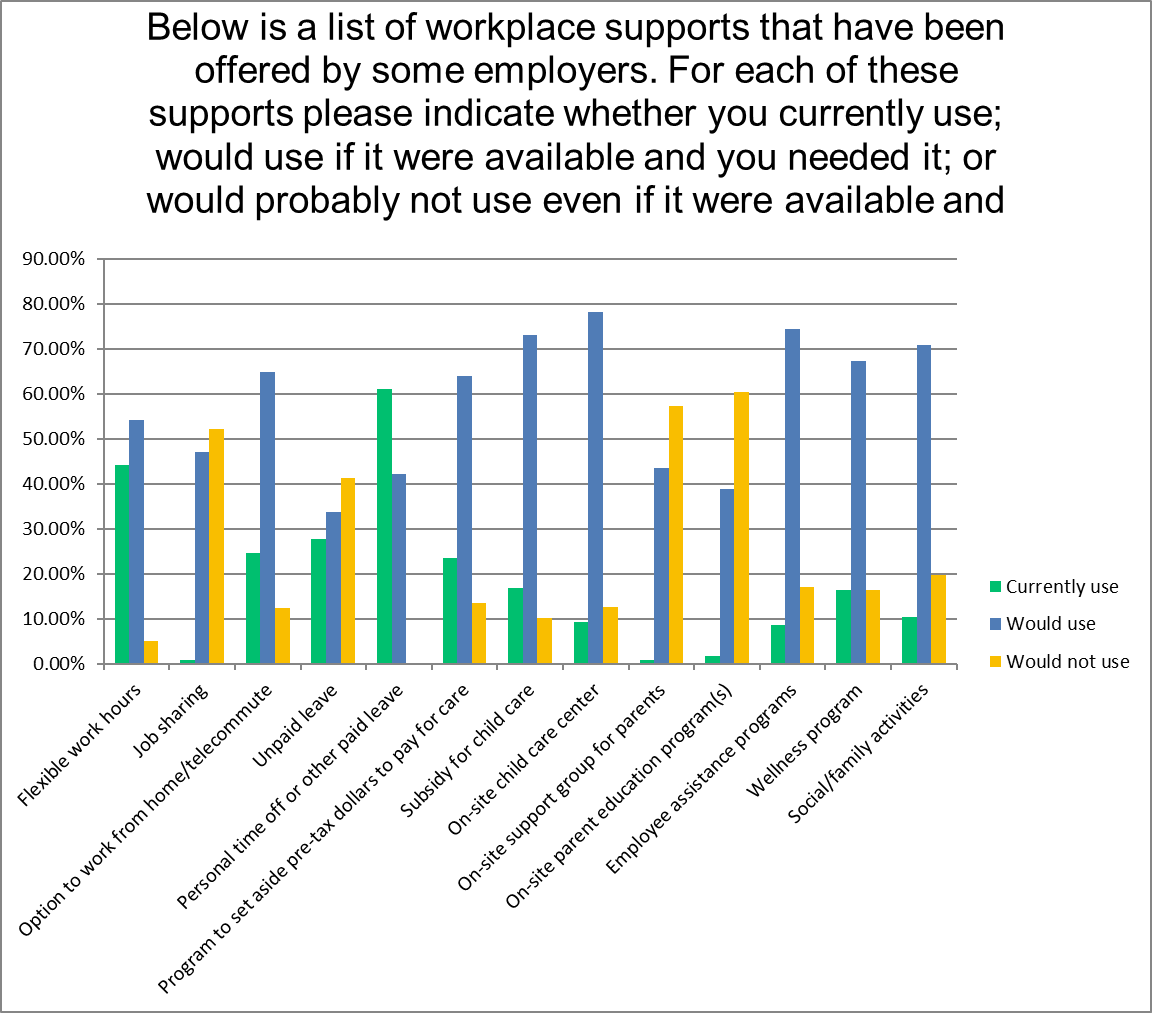 Below is a list of workplace supports that have been
offered by some employers. For each of these
supports please indicate whether you currently use;
would use if it were available and you needed it; or
would probably not use even if it were available and
90.00%
80.00%
70.00%
60.00%
50.00%
40.00%
30.00%
20.00%
10.00%
0.00%
Flexible work hours
Job sharing
Option to work from home/telecommute
Unpaid leave
Personal time off or other paid leave
Program to set aside pre-tax dollars to pay for care
Subsidy for child care
On-site child care center
On-site support group for parents
On-site parent education program(s)
Employee assistance programs
Wellness program
Social/family activities
Currently use
Would use
Would not use